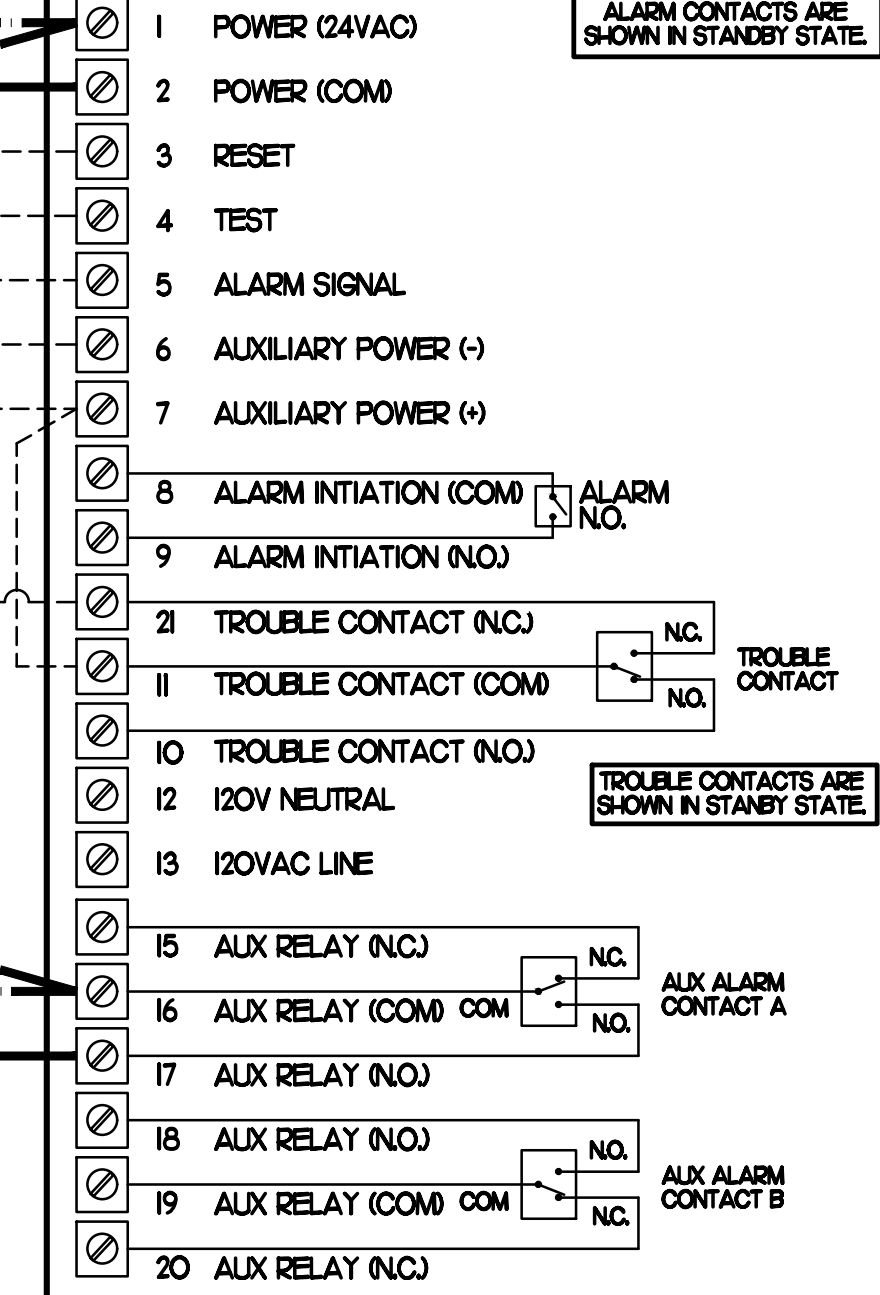 ALARM CONTACTS ARE
SHOWN IN STANDBY STATE.
1 POWER (24VAC)
2 POWER (COM)
3 RESET
4 TEST
5 ALARM SIGNAL
6 AUXILIARY POWER (-)
7 AUXILIARY POWER (+)
8 ALARM INTIATION (COM)
ALARM
N.O.
9 ALARM INTIATION (N.O.)
21 TROUBLE CONTACT (N.C.)
N.C.
TROUBLE
CONTACT
11 TROUBLE CONTACT (COM)
N.O.
10 TROUBLE CONTACT (N.O.)
TROUBLE CONTACTS ARE
SHOWN IN STANBY STATE.
12 120V NEUTRAL
13 120VAC LINE
15 AUX RELAY (N.C.)
N.C.
AUX ALARM
CONTACT A
16 AUX RELAY (COM) COM
N.O.
17 AUX RELAY (N.O.)
18 AUX RELAY (N.O.)
N.O.
AUX ALARM
CONTACT B
19 AUX RELAY (COM) COM
N.C.
20 AUX RELAY (N.C.)